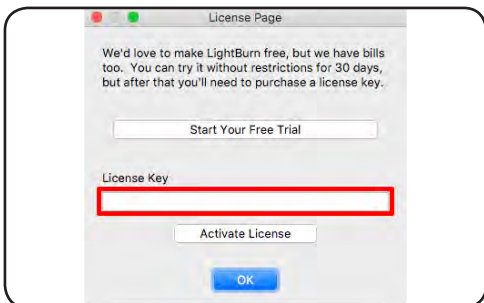 License Page
We'd love to make LightBurn free, but we have bills
too. You can try it without restrictions for 30 days,
but after that you'll need to purchase a license key.
Start Your Free Trial
License Key
Activate License
OK